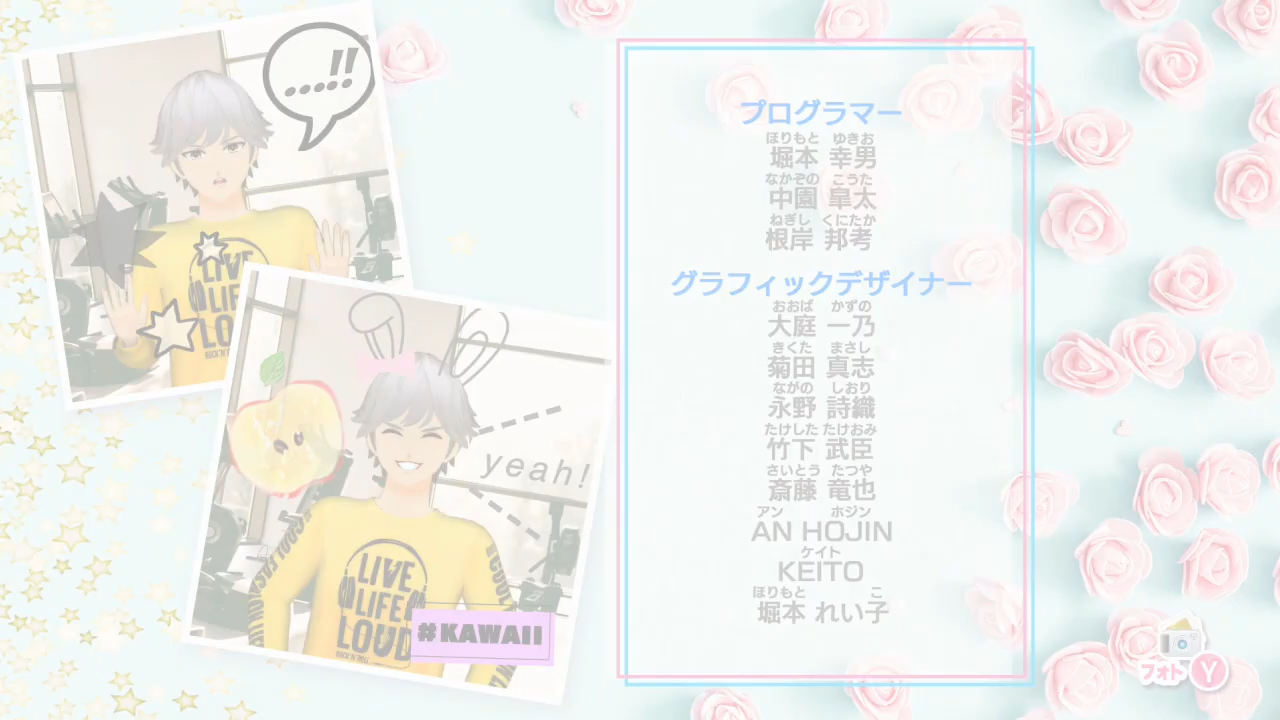 .....!!
LIVE
LIFE
LO
ROCK'N'
yeah!
LIVE
LIFE
LOUD
ROCK'N'
#KAWAII
プログラマー
ほりもと ゆきお
堀本 幸男
なかぞの こうた
中園 皐太
ねぎし くにたか
根岸 邦考
グラフィックデザイナー
おおば かずの
大庭 一乃
きくた まさし
菊田 真志
ながの しおり
永野 詩織
たけした たけおみ
竹下 武臣
さいとう たつや
斎藤 竜也
アン ホジン
AN HOJIN
ケイト
KEITO
ほりもと こ
堀本 れい子
フォト Y